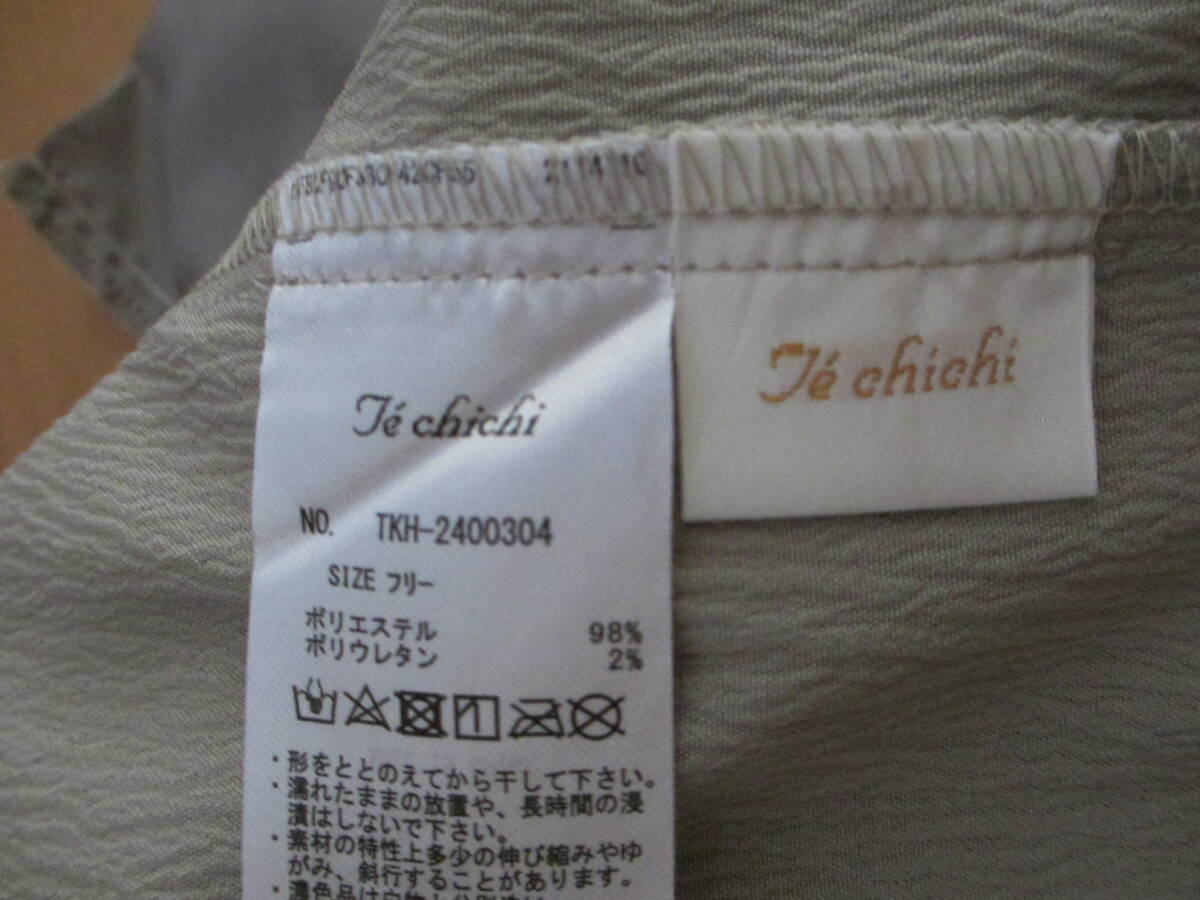 2114 10
Té chichi
Té chichi
NO. TKH-2400304
SIZE フリー
ポリエステル 98%
ポリウレタン 2%
・形をととのえてから干して下さい。
・濡れたままの放置や、長時間の浸
漬はしないで下さい。
・素材の特性上多少の伸び縮みやゆ
がみ、斜行することがあります。
・濃色品は